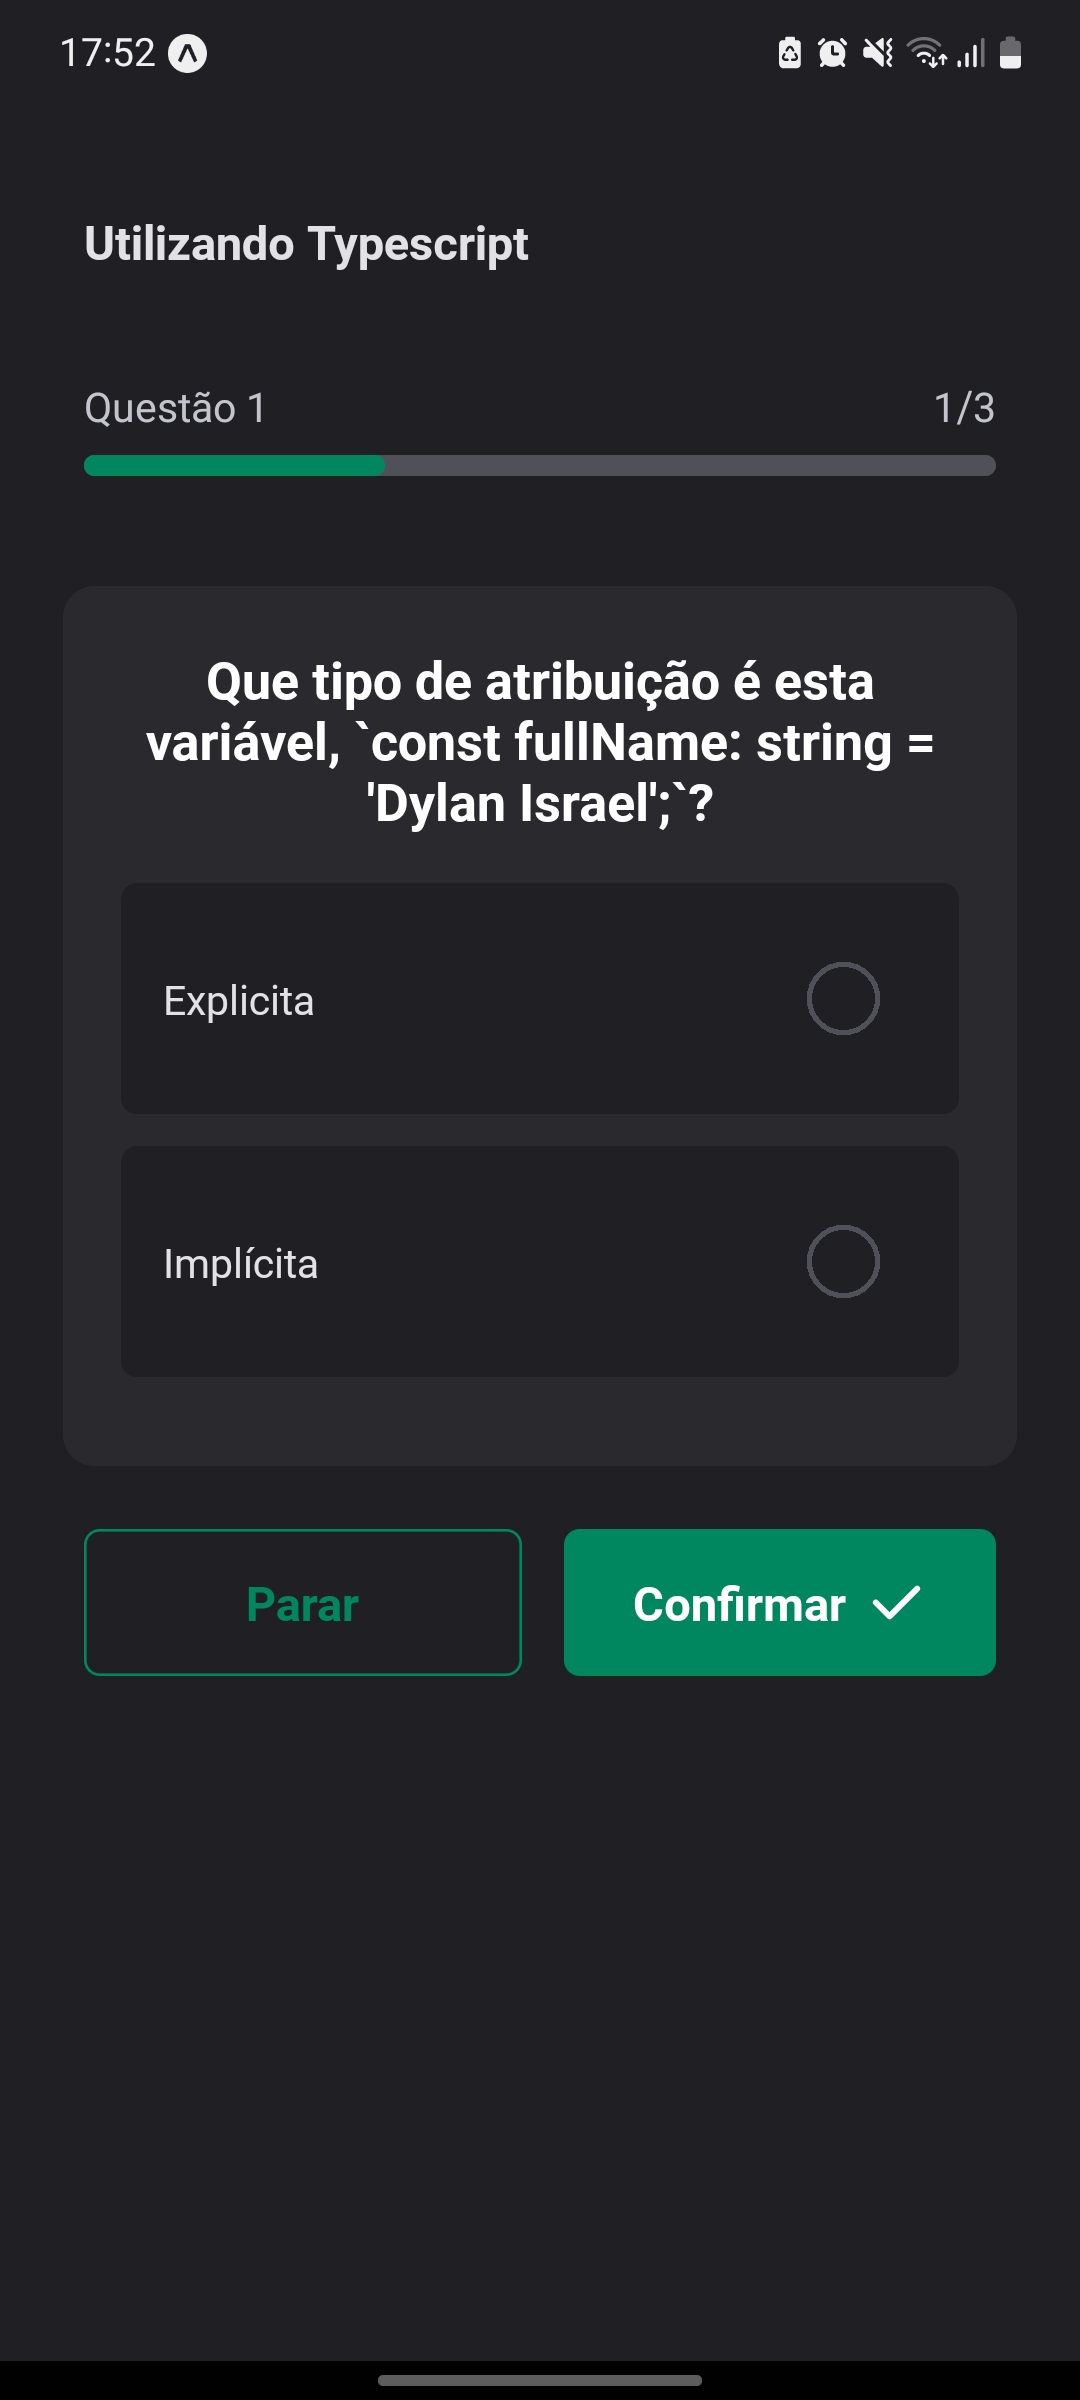 17:52
Utilizando Typescript
Questão 1
1/3
Que tipo de atribuição é esta
variável, `const fullName: string =
'Dylan Israel';`?
Explicita
Implícita
Parar
Confirmar